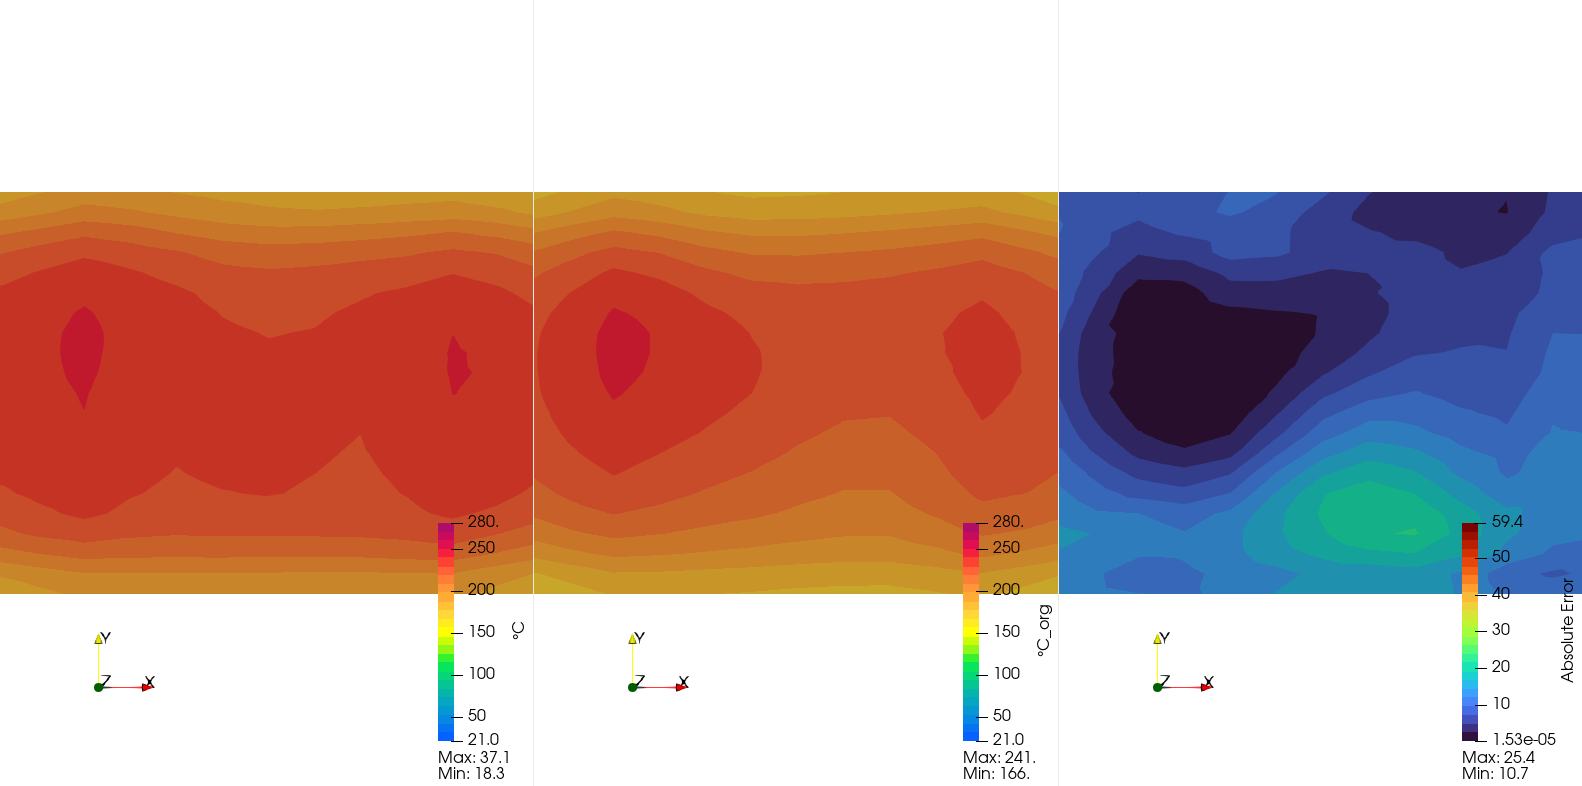 280.
250
200
150
100
50
21.0
°C
Max: 37.1
Min: 18.3
Y
Z
X
280.
250
200
150
100
50
21.0
°C_org
Max: 241.
Min: 166.
Y
Z
X
59.4
50
40
30
20
10
1.53e-05
Absolute Error
Max: 25.4
Min: 10.7
Y
Z
X